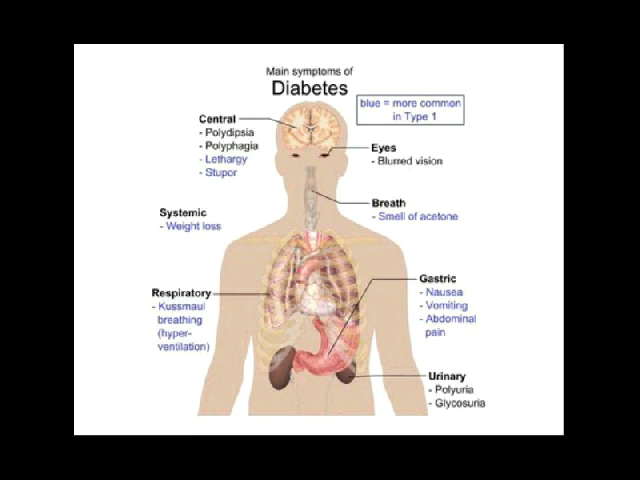 Main symptoms of
Diabetes
blue = more common
in Type 1
Central
- Polydipsia
- Polyphagia
- Lethargy
- Stupor
Eyes
- Blurred vision
Breath
- Smell of acetone
Systemic
- Weight loss
Gastric
- Nausea
- Vomiting
- Abdominal
pain
Respiratory
- Kussmaul
breathing
(hyper-
ventilation)
Urinary
- Polyuria
- Glycosuria